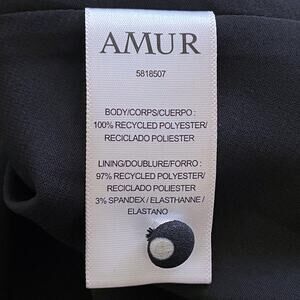 AMUR
5818507
BODY/CORPS/CUERPO :
100% RECYCLED POLYESTER/
RECICLADO POLIESTER
LINING/DOUBLURE/FORRO :
97% RECYCLED POLYESTER/
RECICLADO POLIESTER
3% SPANDEX / ELASTHANNE /
ELASTANO